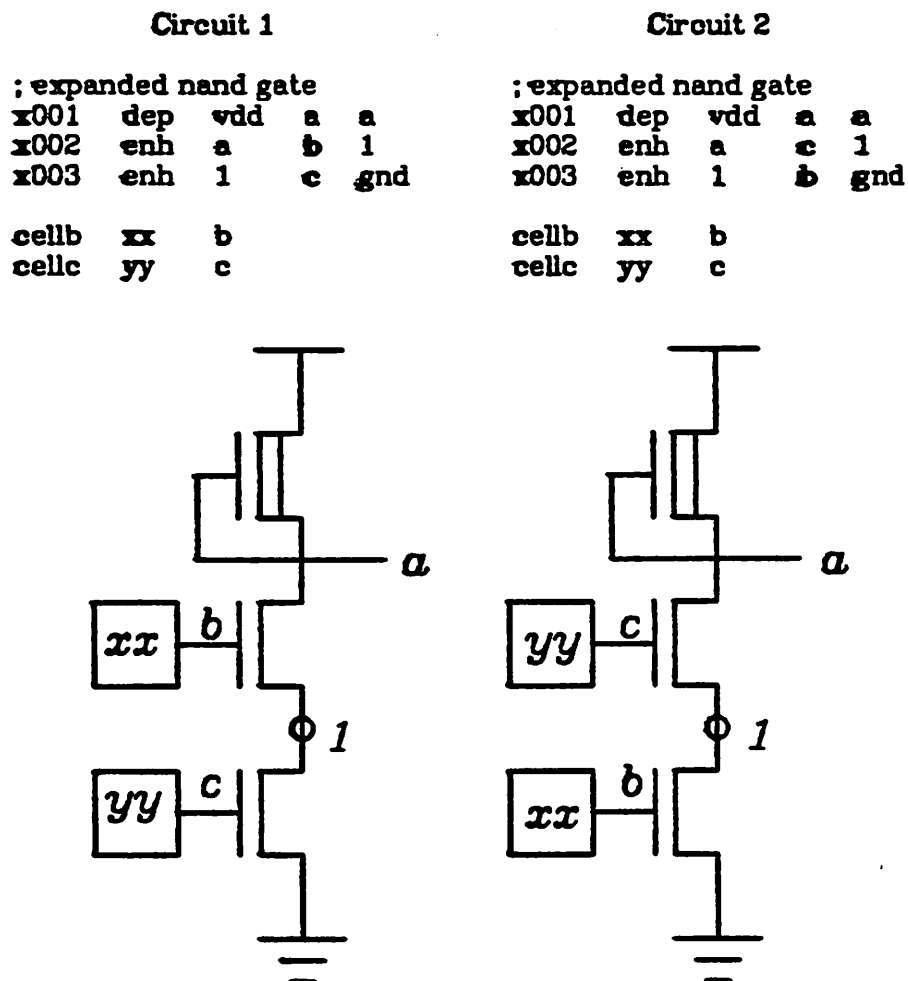 Circuit 1
; expanded nand gate
x001 dep vdd a a
x002 enh a b 1
x003 enh 1 c gnd
cellb xx b
cellc yy c
a
xx b
1
yy c
Circuit 2
; expanded nand gate
x001 dep vdd a a
x002 enh a c 1
x003 enh 1 b gnd
cellb xx b
cellc yy c
a
yy c
1
xx b